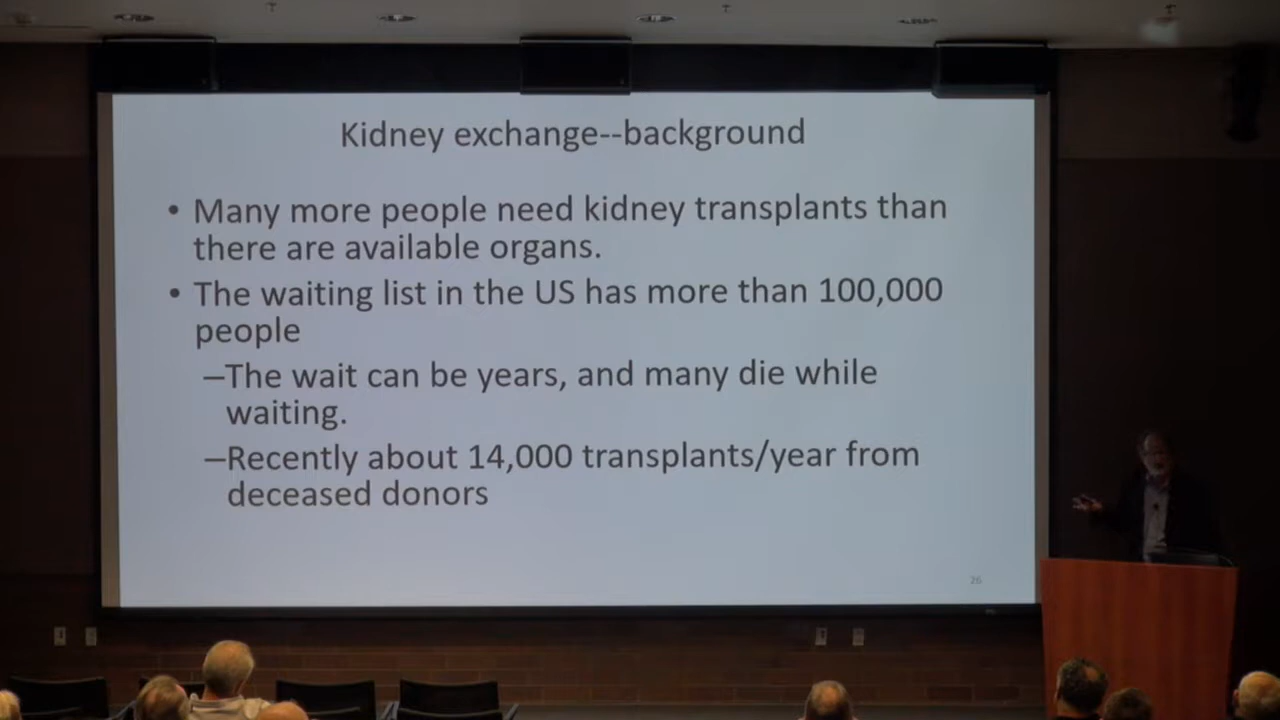 Kidney exchange--background
• Many more people need kidney transplants than
there are available organs.
• The waiting list in the US has more than 100,000
people
–The wait can be years, and many die while
waiting.
–Recently about 14,000 transplants/year from
deceased donors
26